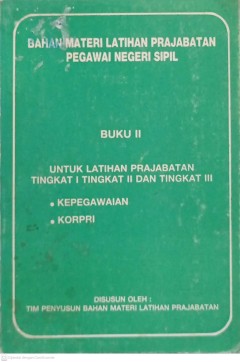 BAHAN MATERI LATIHAN PRAJABATAN
PEGAWAI NEGERI SIPIL
BUKU II
UNTUK LATIHAN PRAJABATAN
TINGKAT I TINGKAT II DAN TINGKAT III
• KEPEGAWAIAN
• KORPRI
DISUSUN OLEH :
TIM PENYUSUN BAHAN MATERI LATIHAN PRAJABATAN